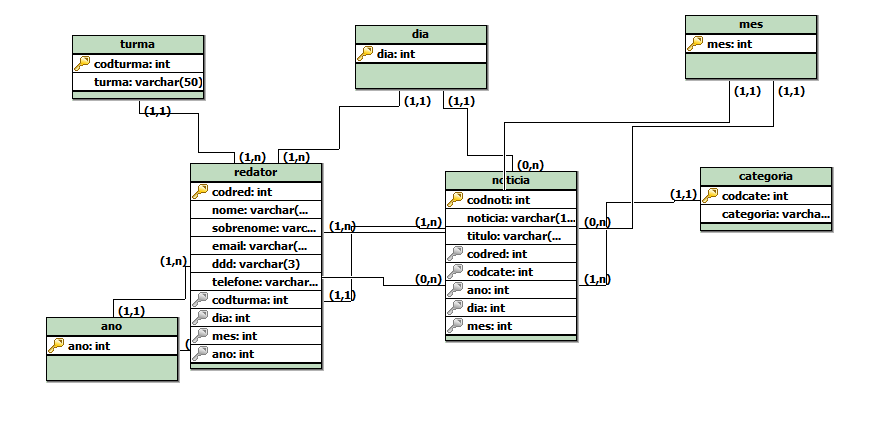 turma
codturma: int
turma: varchar(50)
(1,1)
dia
dia: int
(1,1)
(1,1)
mes
mes: int
(1,1)
(1,1)
(1,n)
(1,n)
redator
codred: int
nome: varchar(...
sobrenome: varc...
email: varchar(...
ddd: varchar(3)
telefone: varchar...
codturma: int
dia: int
mes: int
ano: int
(0,n)
noticia
codnoti: int
noticia: varchar(1...
titulo: varchar(...
codred: int
codcate: int
ano: int
dia: int
mes: int
categoria
codcate: int
categoria: varcha...
(1,1)
(1,n)
(1,n)
(0,n)
(1,n)
(0,n)
(1,n)
(1,1)
(1,1)
ano
ano: int
(